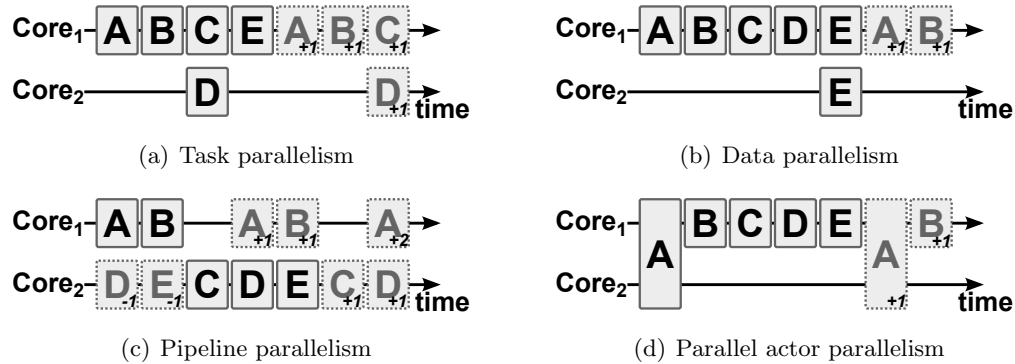 Core1 A B C E A+1 B+1 C+1
Core2 D D+1 time
(a) Task parallelism
Core1 A B C D E A+1 B+1
Core2 E time
(b) Data parallelism
Core1 A B A+1 B+1 A+2
Core2 D-1 E-1 C D E C+1 D+1 time
(c) Pipeline parallelism
Core1 A B C D E A+1 B+1
Core2 time
(d) Parallel actor parallelism